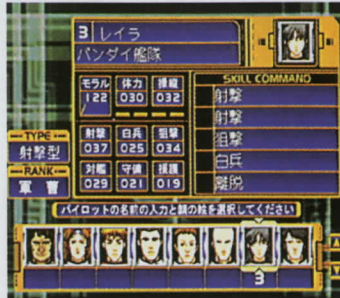 3 レイラ
バンダイ艦隊
モラル 体力 操縦
122 030 032
SKILL COMMAND
射撃
射撃
狙撃
白兵
離脱
射撃 白兵 狙撃
037 025 034
対艦 守備 援護
029 021 019
TYPE
射撃型
RANK
軍曹
パイロットの名前の入力と顔の絵を選択してください
3